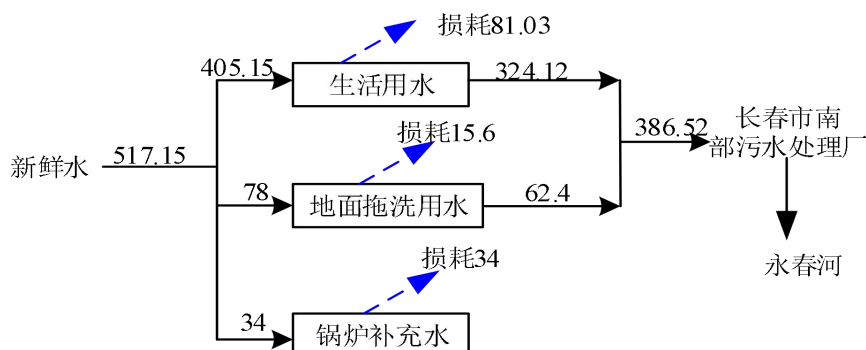 损耗81.03
405.15
生活用水
324.12
损耗15.6
新鲜水
517.15
386.52
长春市南
部污水处理厂
78
地面拖洗用水
62.4
损耗34
永春河
34
锅炉补充水